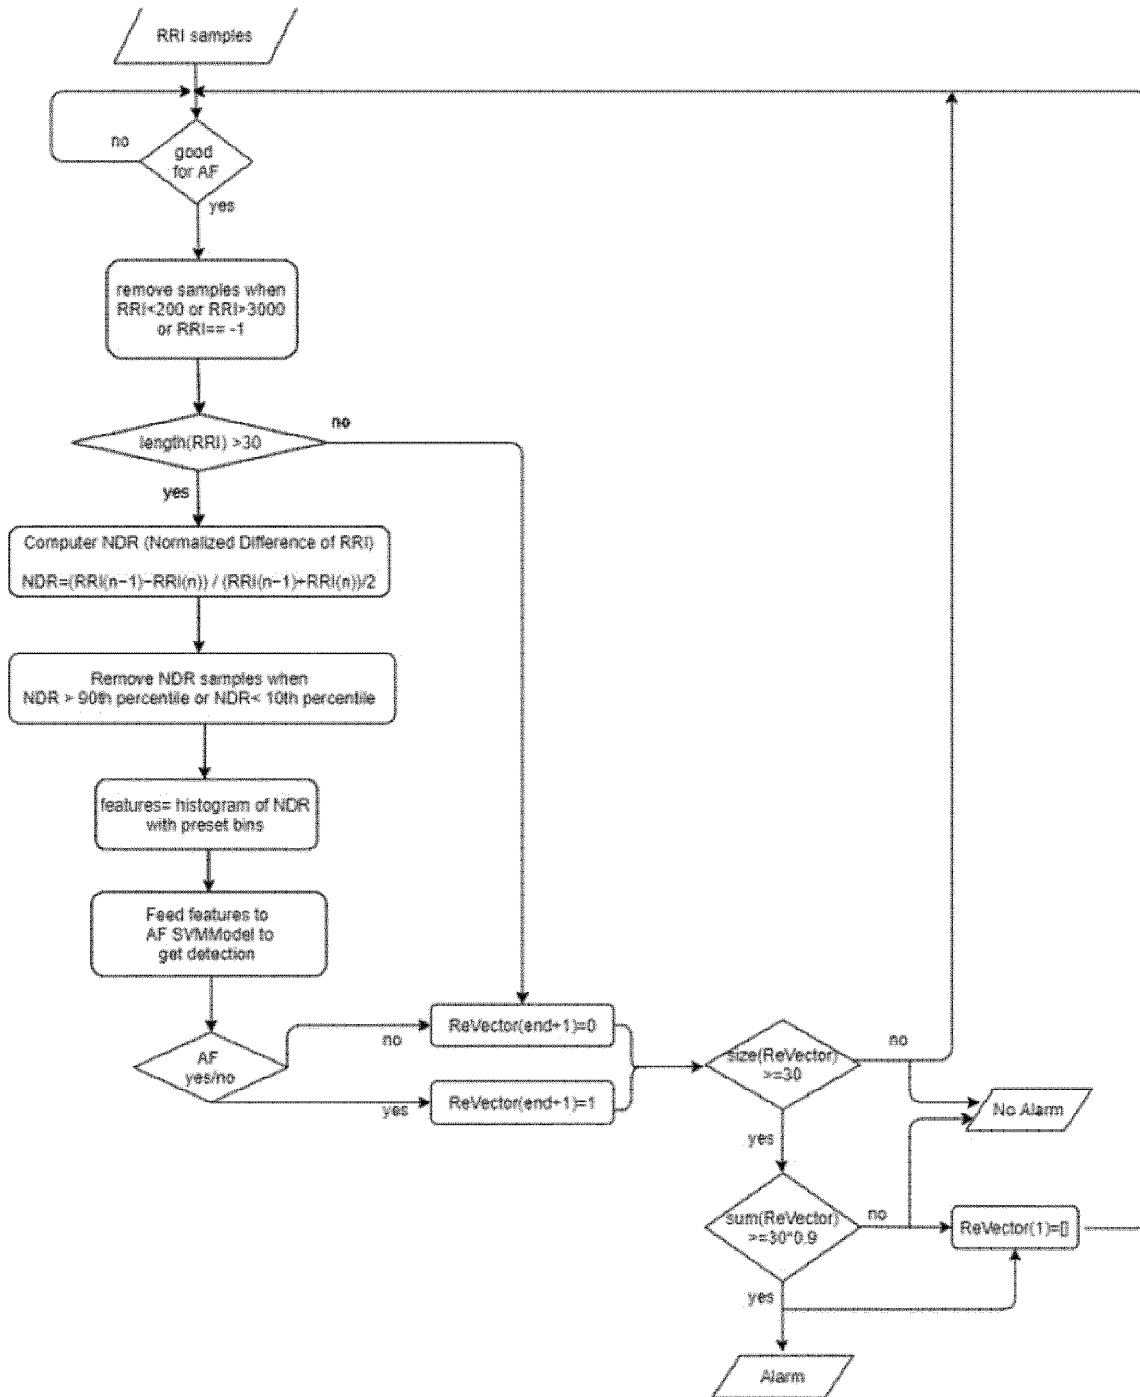 RRI samples
no
good
for AF
yes
remove samples when
RRI<200 or RRI>3000
or RRI== -1
no
length(RRI) >30
yes
Computer NDR (Normalized Difference of RRI)
NDR=(RRI(n-1)-RRI(n)) / (RRI(n-1)+RRI(n))/2
Remove NDR samples when
NDR > 90th percentile or NDR< 10th percentile
features= histogram of NDR
with preset bins
Feed features to
AF SVMModel to
get detection
AF
yes/no
no
yes
ReVector(end+1)=0
ReVector(end+1)=1
size(ReVector)
>=30
no
No Alarm
yes
sum(ReVector)
>=30*0.9
no
ReVector(1)=[]
yes
Alarm